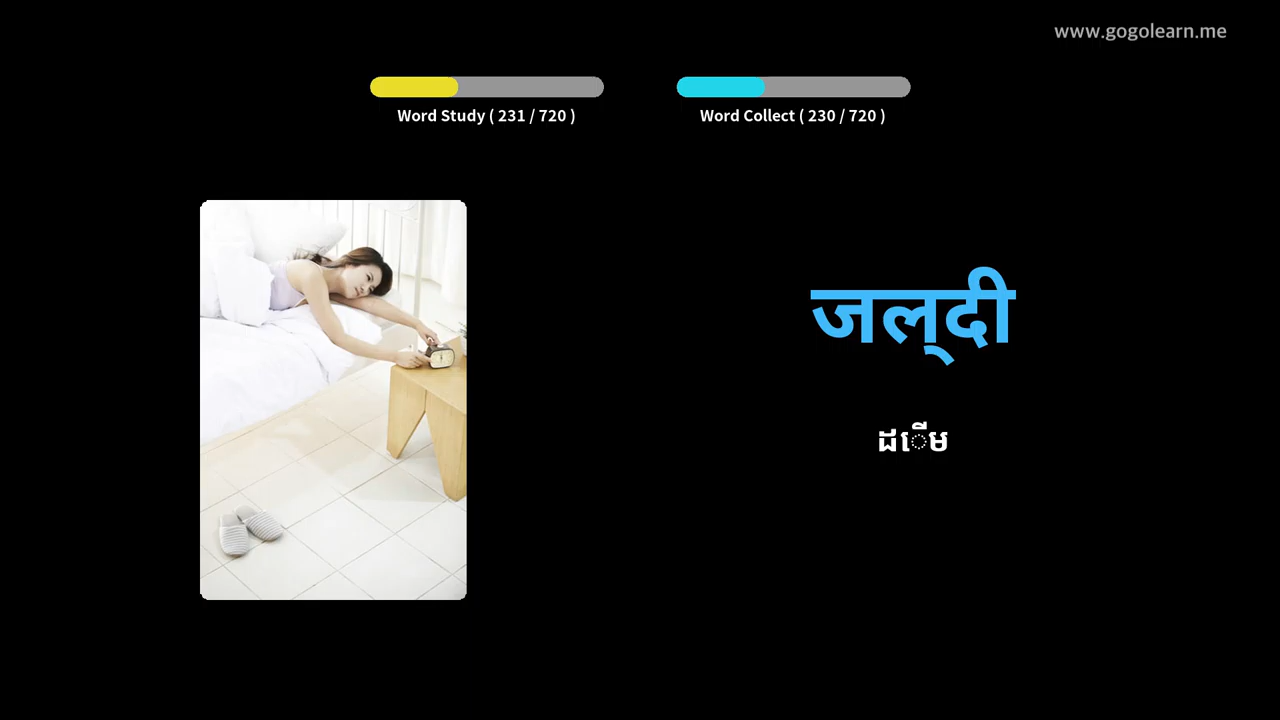 www.gogolearn.me
Word Study ( 231 / 720 )
Word Collect ( 230 / 720 )
जल्दी
ដើម